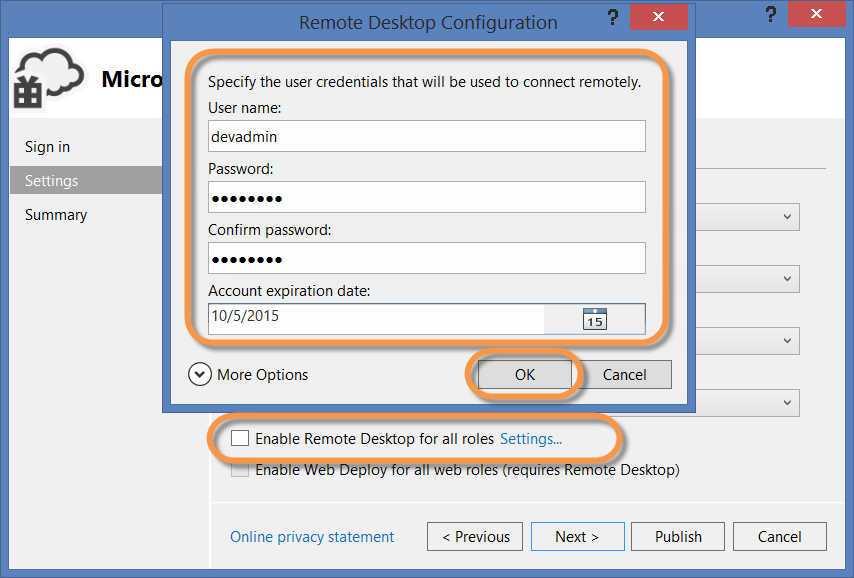 Remote Desktop Configuration
?
?
Micro
Specify the user credentials that will be used to connect remotely.
User name:
devadmin
Password:
●●●●●●●●
Confirm password:
●●●●●●●●
Account expiration date:
10/5/2015
15
More Options
OK
Cancel
Sign in
Settings
Summary
Enable Remote Desktop for all roles Settings...
Enable Web Deploy for all web roles (requires Remote Desktop)
Online privacy statement
< Previous
Next >
Publish
Cancel